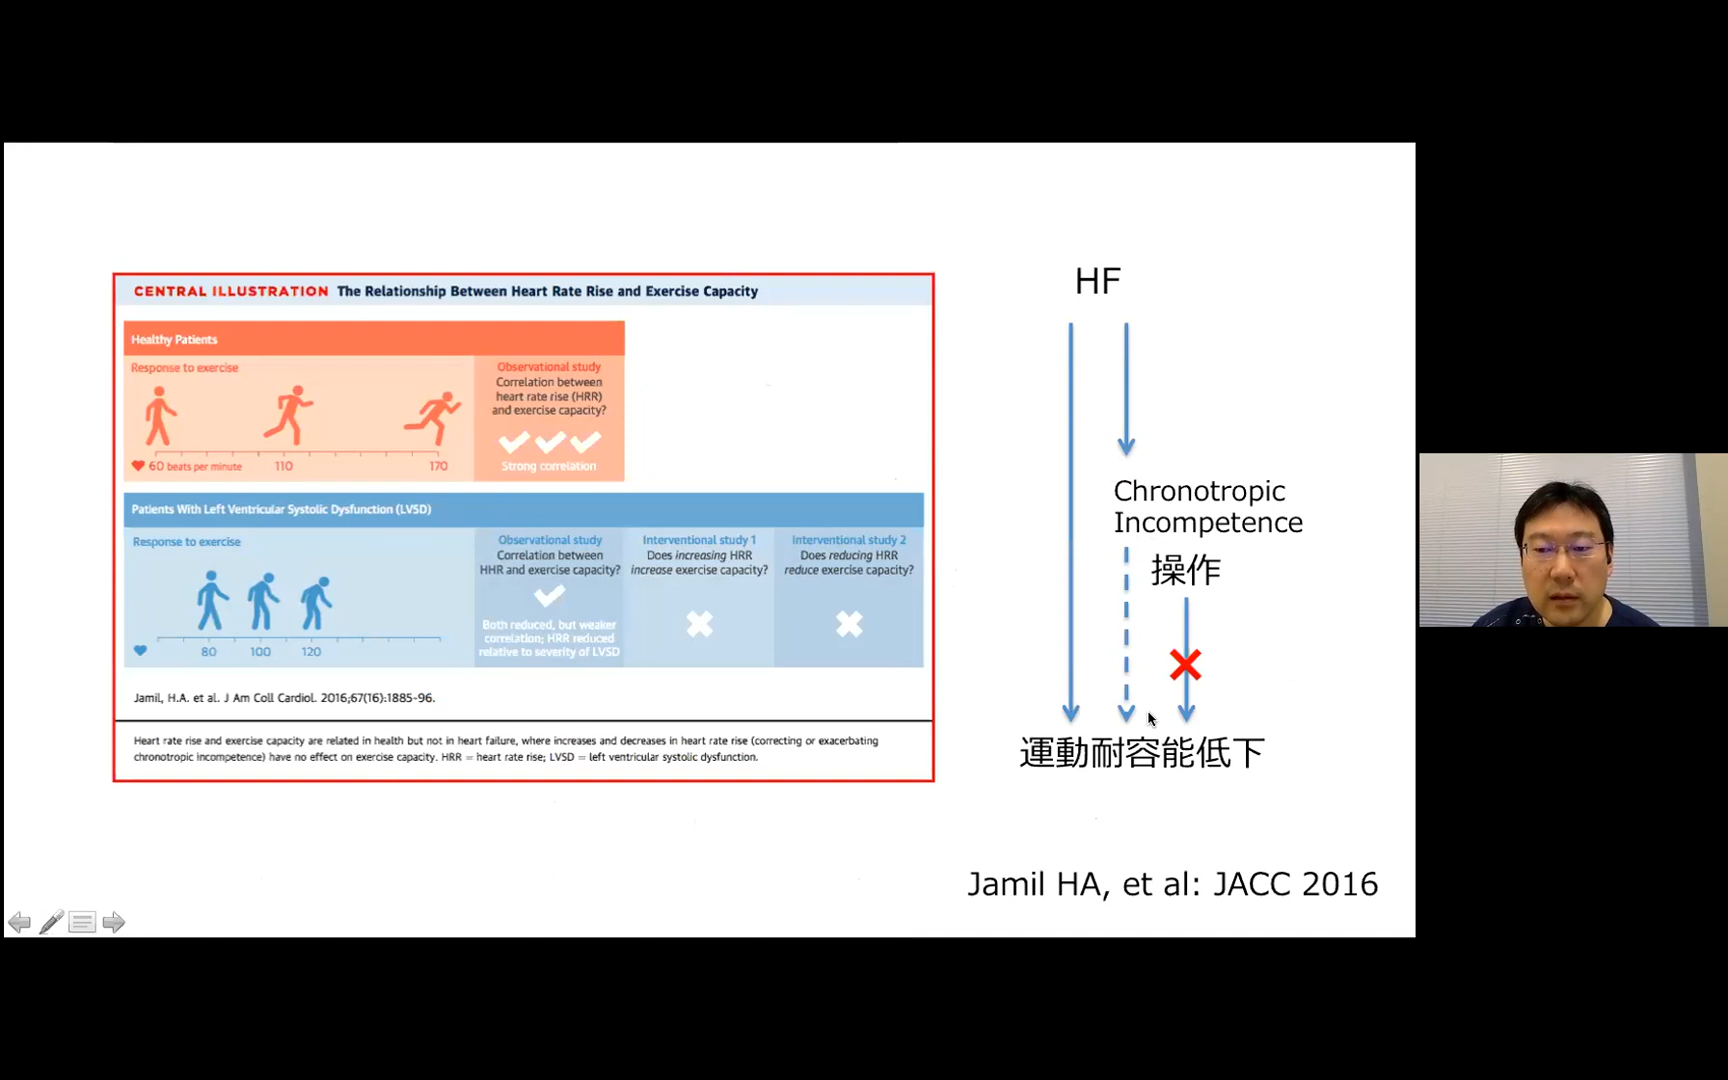 CENTRAL ILLUSTRATION The Relationship Between Heart Rate Rise and Exercise Capacity
Healthy Patients
Response to exercise
60 beats per minute 110 170
Observational study
Correlation between
heart rate rise (HRR)
and exercise capacity?
Strong correlation
Patients With Left Ventricular Systolic Dysfunction (LVSD)
Response to exercise
80 100 120
Observational study
Correlation between
HHR and exercise capacity?
Both reduced, but weaker
correlation; HRR reduced
relative to severity of LVSD
Interventional study 1
Does increasing HRR
increase exercise capacity?
Interventional study 2
Does reducing HRR
reduce exercise capacity?
Jamil, H.A. et al. J Am Coll Cardiol. 2016;67(16):1885-96.
Heart rate rise and exercise capacity are related in health but not in heart failure, where increases and decreases in heart rate rise (correcting or exacerbating
chronotropic incompetence) have no effect on exercise capacity. HRR = heart rate rise; LVSD = left ventricular systolic dysfunction.
HF
Chronotropic
Incompetence
操作
運動耐容能低下
Jamil HA, et al: JACC 2016